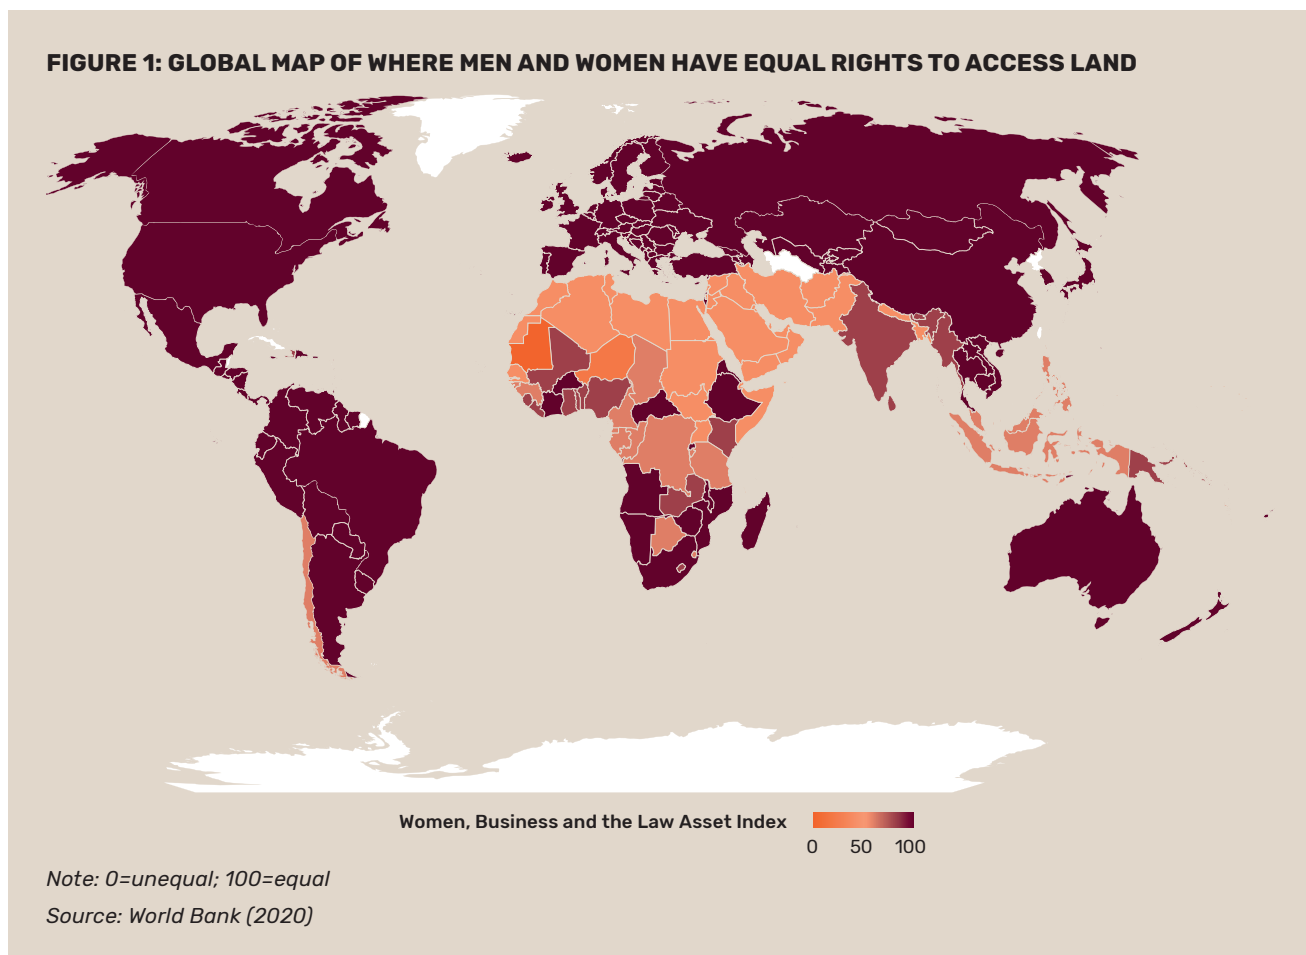 FIGURE 1: GLOBAL MAP OF WHERE MEN AND WOMEN HAVE EQUAL RIGHTS TO ACCESS LAND
Women, Business and the Law Asset Index
0 50 100
Note: 0=unequal; 100=equal
Source: World Bank (2020)